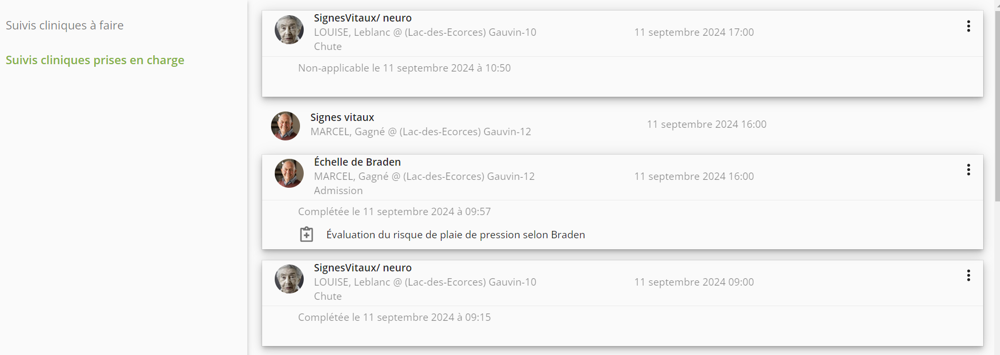 Suivis cliniques à faire
Suivis cliniques prises en charge
SignesVitaux/ neuro
LOUISE, Leblanc @ (Lac-des-Ecorces) Gauvin-10
11 septembre 2024 17:00
Chute
Non-applicable le 11 septembre 2024 à 10:50
Signes vitaux
MARCEL, Gagné @ (Lac-des-Ecorces) Gauvin-12
11 septembre 2024 16:00
Échelle de Braden
MARCEL, Gagné @ (Lac-des-Ecorces) Gauvin-12
11 septembre 2024 16:00
Admission
Complétée le 11 septembre 2024 à 09:57
Évaluation du risque de plaie de pression selon Braden
SignesVitaux/ neuro
LOUISE, Leblanc @ (Lac-des-Ecorces) Gauvin-10
11 septembre 2024 09:00
Chute
Complétée le 11 septembre 2024 à 09:15